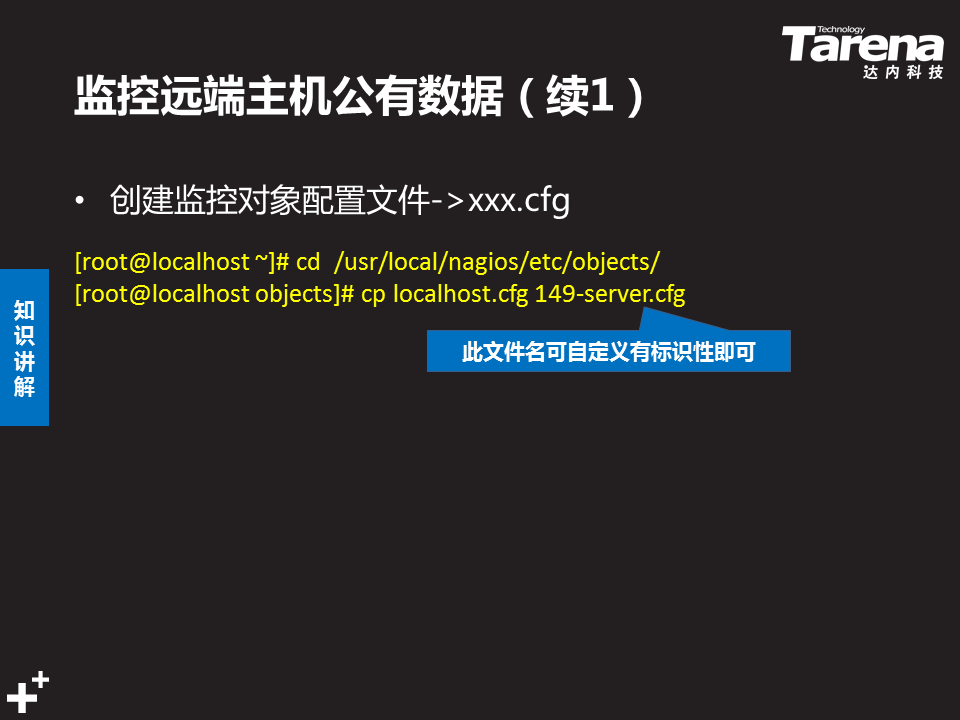 Technology
Tarena
达内科技
监控远端主机公有数据（续1）
• 创建监控对象配置文件->xxx.cfg
[root@localhost ~]# cd  /usr/local/nagios/etc/objects/
[root@localhost objects]# cp localhost.cfg 149-server.cfg
此文件名可自定义有标识性即可
知
识
讲
解